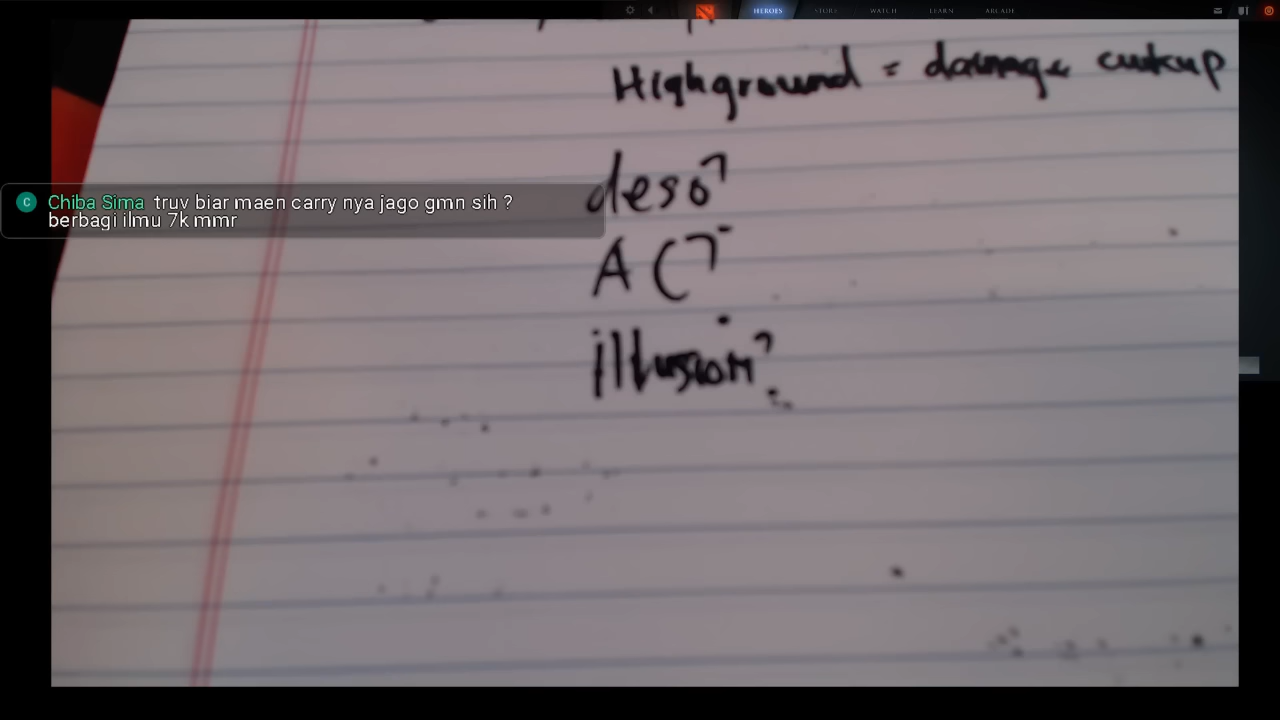 HEROES STORE WATCH LEARN ARCADE
Highground = damage cukup
Chiba Sima truv biar maen carry nya jago gmn sih ?
berbagi ilmu 7k mmr
deso?
AC?
illusion?